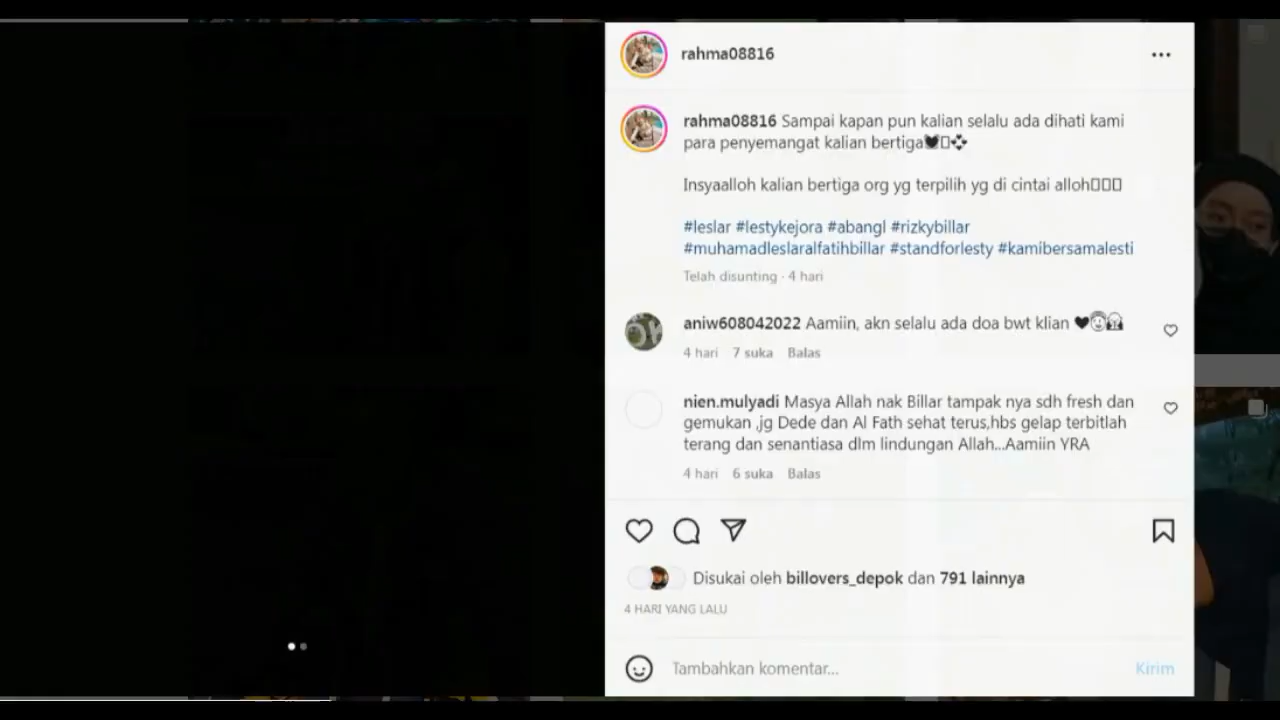 rahma08816
rahma08816 Sampai kapan pun kalian selalu ada dihati kami
para penyemangat kalian bertiga
Insyaalloh kalian bertiga org yg terpilih yg di cintai alloh
#leslar #lestykejora #abangl #rizkybillar
#muhamadleslaralfatihbillar #standforlesty #kamibersamalesti
Telah disunting · 4 hari
aniw608042022 Aamiin, akn selalu ada doa bwt klian
4 hari 7 suka Balas
nien.mulyadi Masya Allah nak Billar tampak nya sdh fresh dan
gemukan ,jg Dede dan Al Fath sehat terus,hbs gelap terbitlah
terang dan senantiasa dlm lindungan Allah...Aamiin YRA
4 hari 6 suka Balas
Disukai oleh billovers_depok dan 791 lainnya
4 HARI YANG LALU
Tambahkan komentar...
Kirim